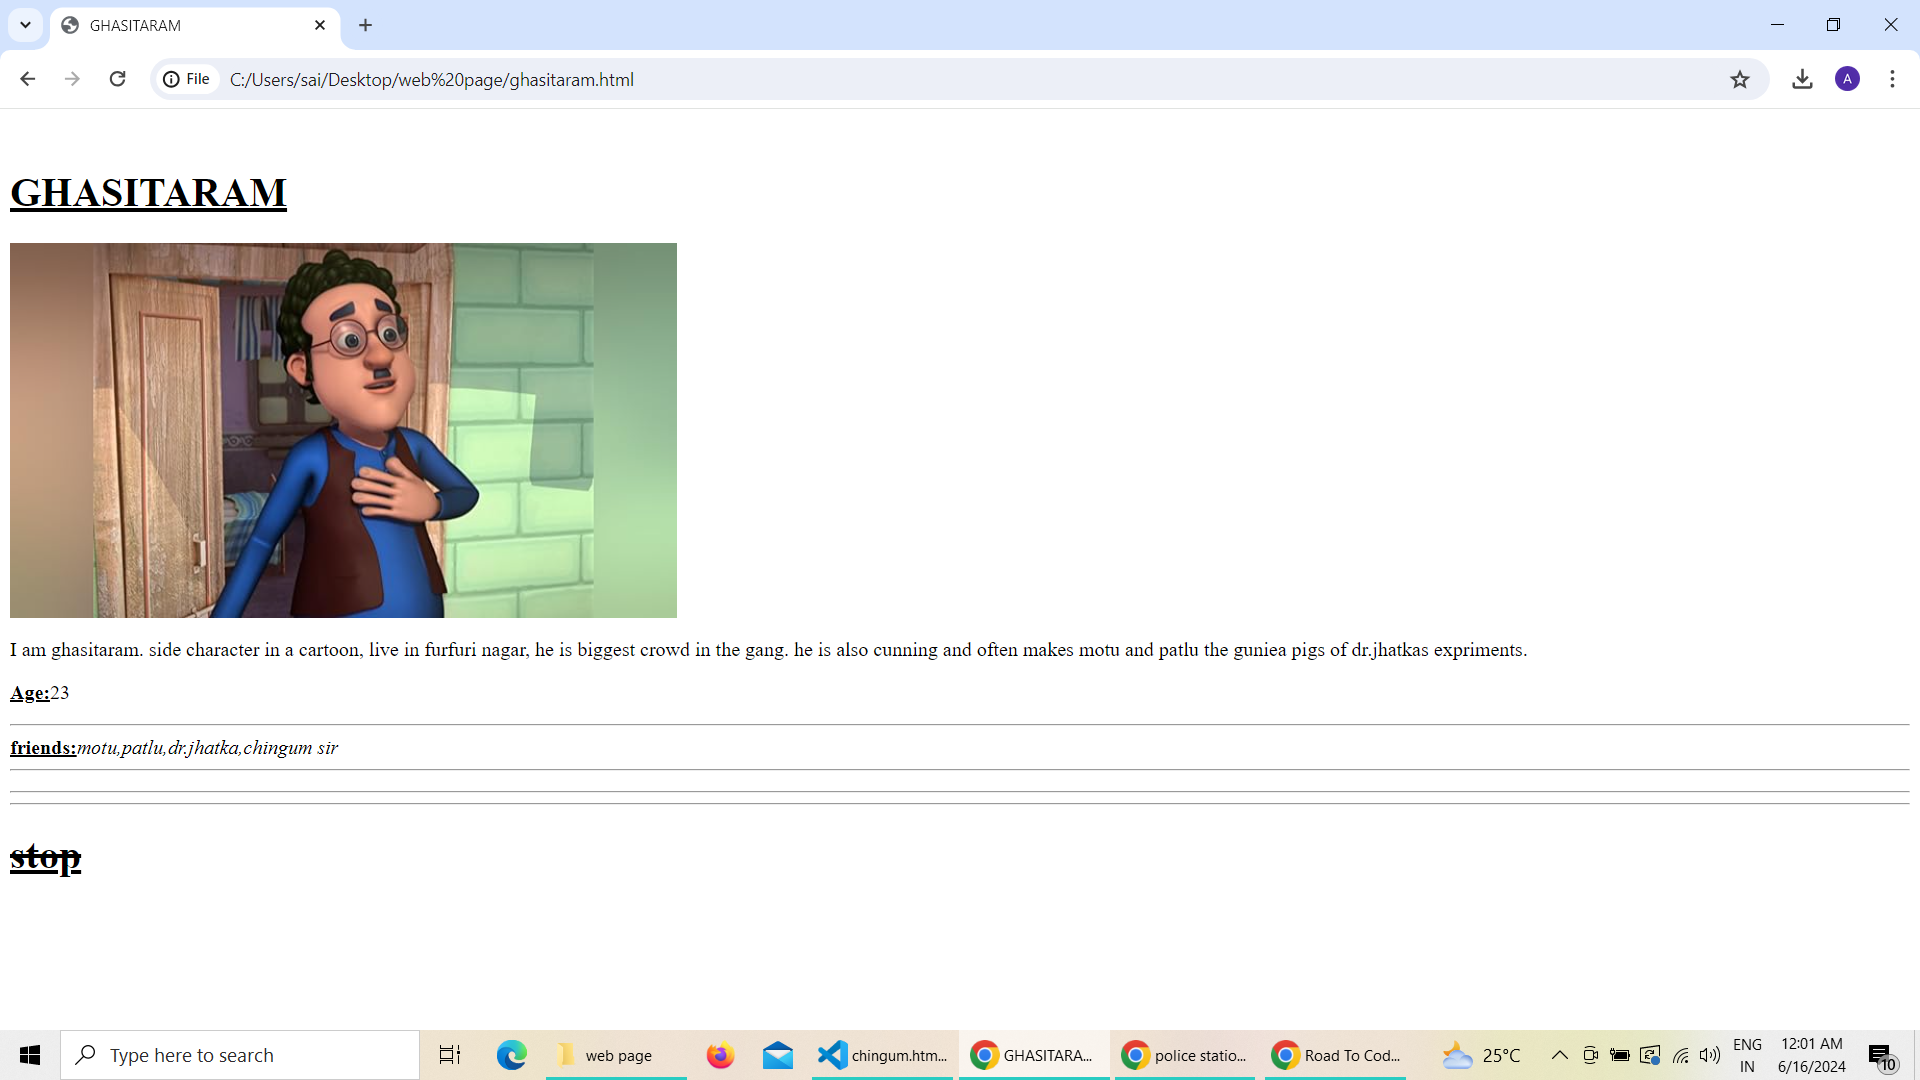 GHASITARAM
File C:/Users/sai/Desktop/web%20page/ghasitaram.html
A
GHASITARAM
I am ghasitaram. side character in a cartoon, live in furfuri nagar, he is biggest crowd in the gang. he is also cunning and often makes motu and patlu the guniea pigs of dr.jhatkas expriments.
Age:23
friends:motu,patlu,dr.jhatka,chingum sir
stop
Type here to search
web page
chingum.htm...
GHASITARA...
police statio...
Road To Cod...
25°C
ENG
IN
12:01 AM
6/16/2024
10